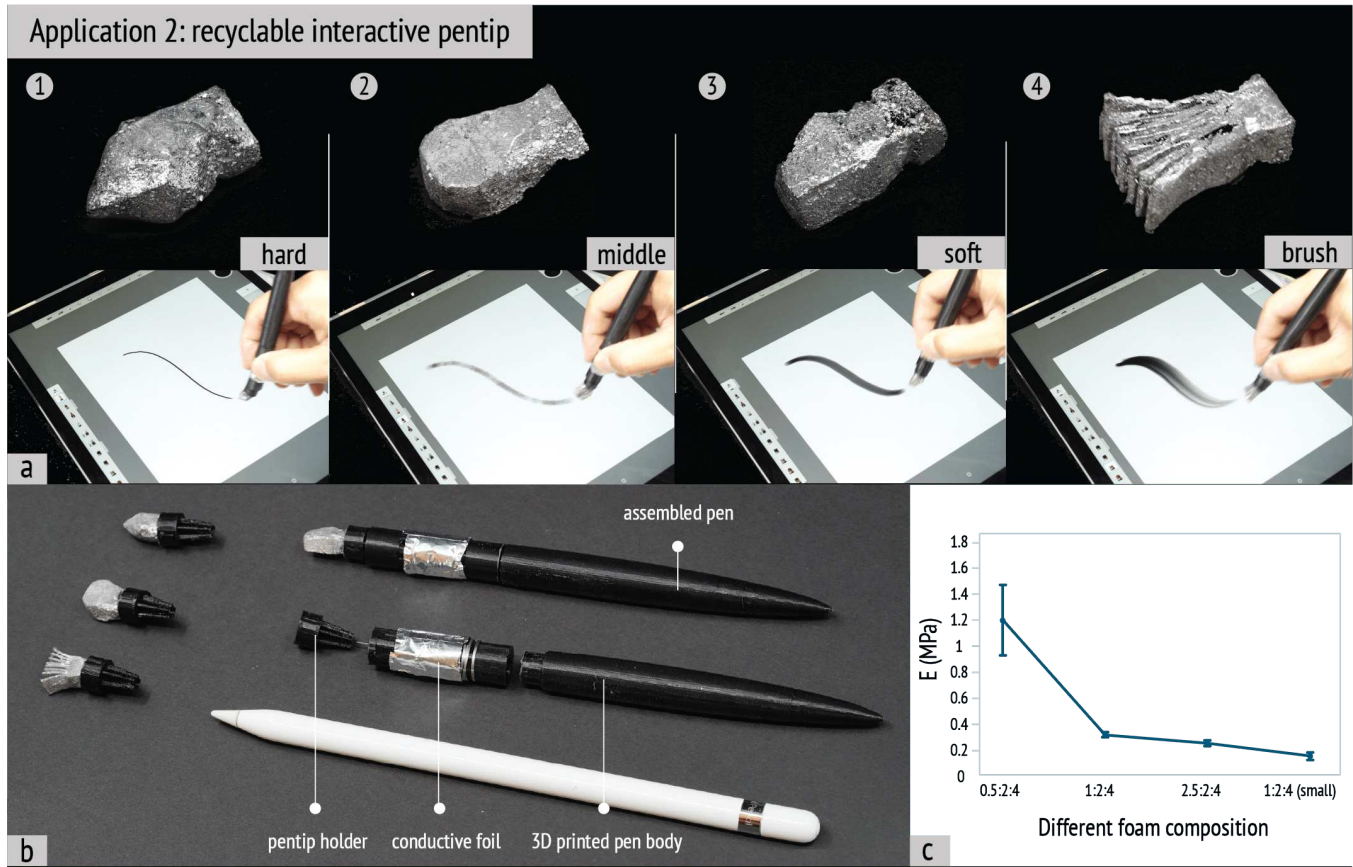 Application 2: recyclable interactive pentip
1
2
3
4
hard
middle
soft
brush
a
assembled pen
pentip holder
conductive foil
3D printed pen body
b
E (MPa)
1.8
1.6
1.4
1.2
1
0.8
0.6
0.4
0.2
0
0.5:2:4
1:2:4
2.5:2:4
1:2:4 (small)
Different foam composition
c